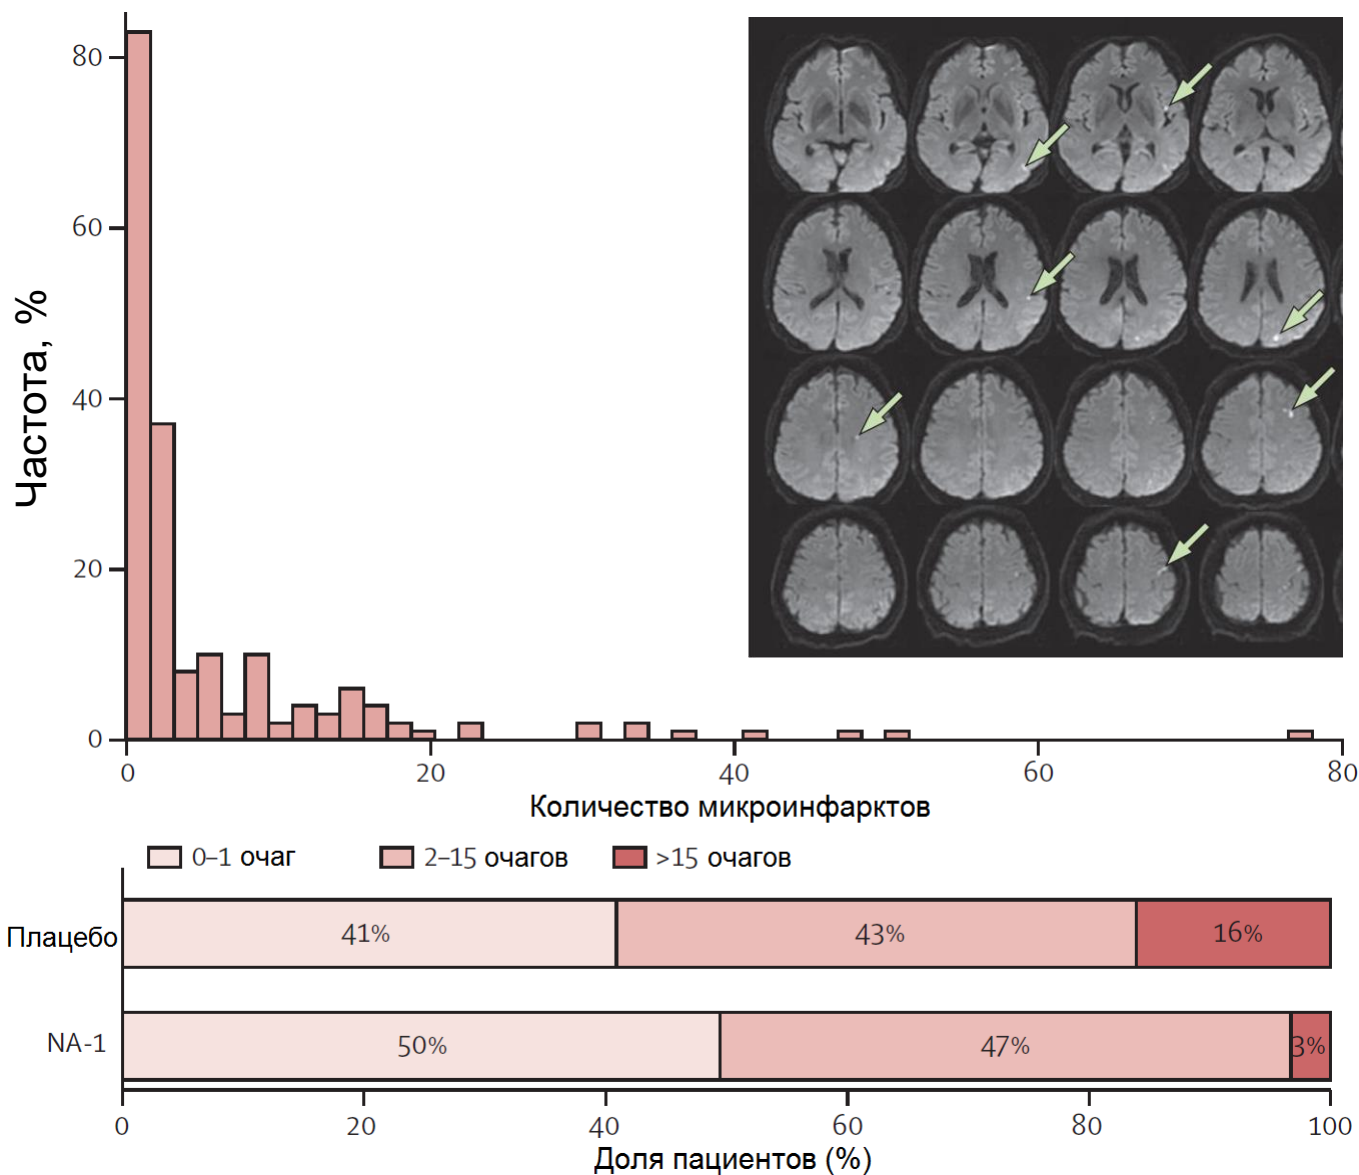 80
60
40
20
0
Частота, %
0 20 40 60 80
Количество микроинфарктов
0–1 очаг 2–15 очагов >15 очагов
Плацебо 41% 43% 16%
NA-1 50% 47% 3%
0 20 40 60 80 100
Доля пациентов (%)